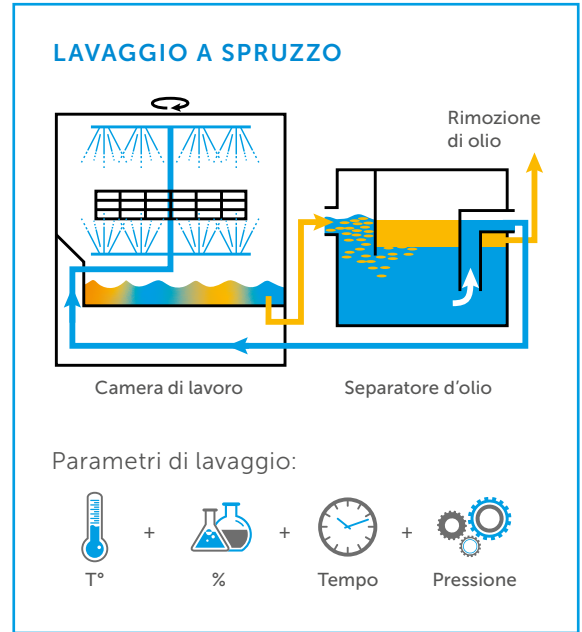 LAVAGGIO A SPRUZZO
Rimozione
di olio
Camera di lavoro
Separatore d'olio
Parametri di lavaggio:
+
+
+
T°
%
Tempo
Pressione